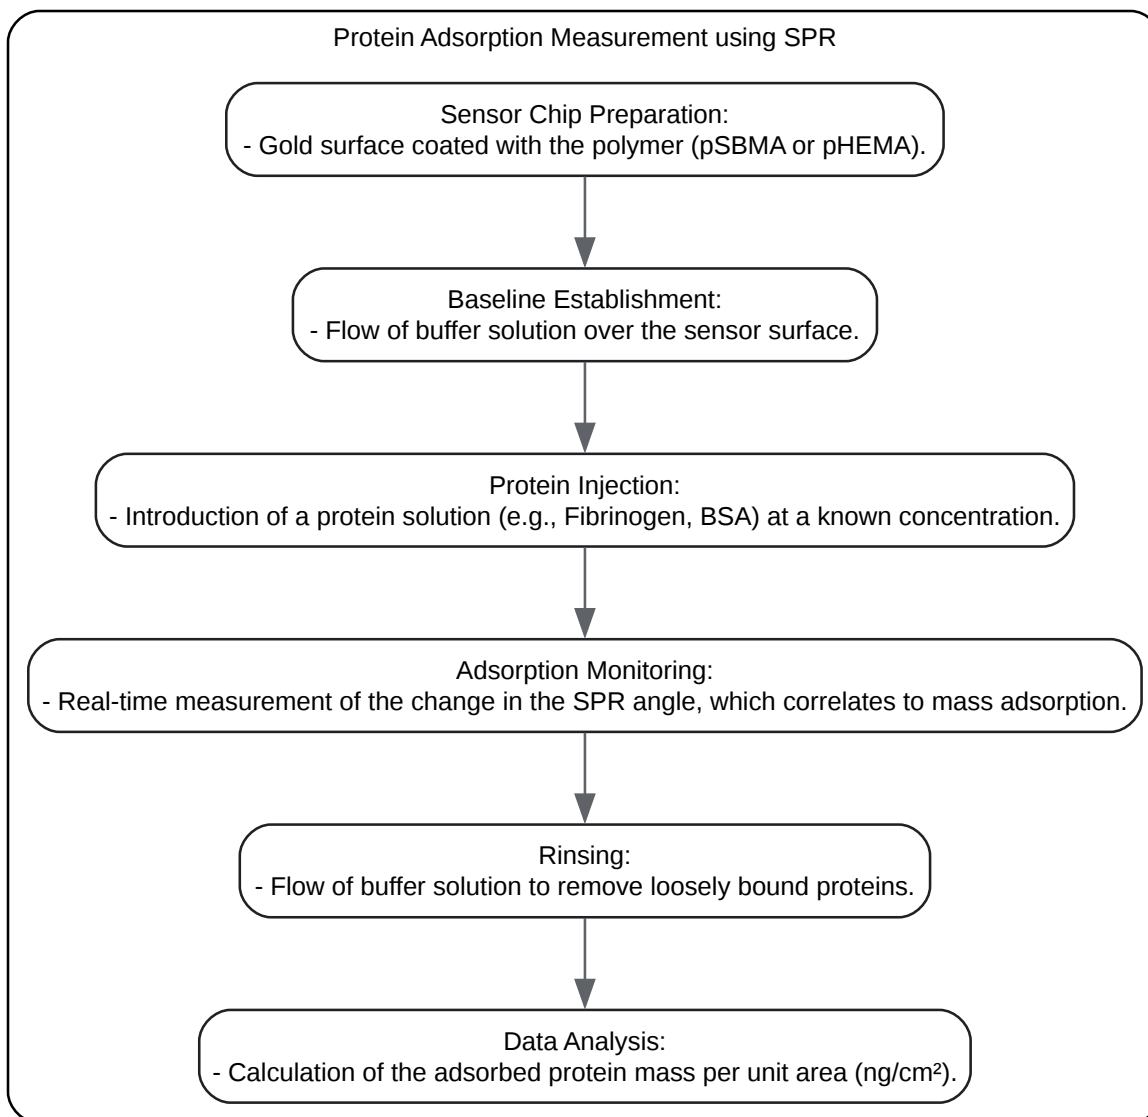 Protein Adsorption Measurement using SPR
Sensor Chip Preparation:
- Gold surface coated with the polymer (pSBMA or pHEMA).
Baseline Establishment:
- Flow of buffer solution over the sensor surface.
Protein Injection:
- Introduction of a protein solution (e.g., Fibrinogen, BSA) at a known concentration.
Adsorption Monitoring:
- Real-time measurement of the change in the SPR angle, which correlates to mass adsorption.
Rinsing:
- Flow of buffer solution to remove loosely bound proteins.
Data Analysis:
- Calculation of the adsorbed protein mass per unit area (ng/cm²).